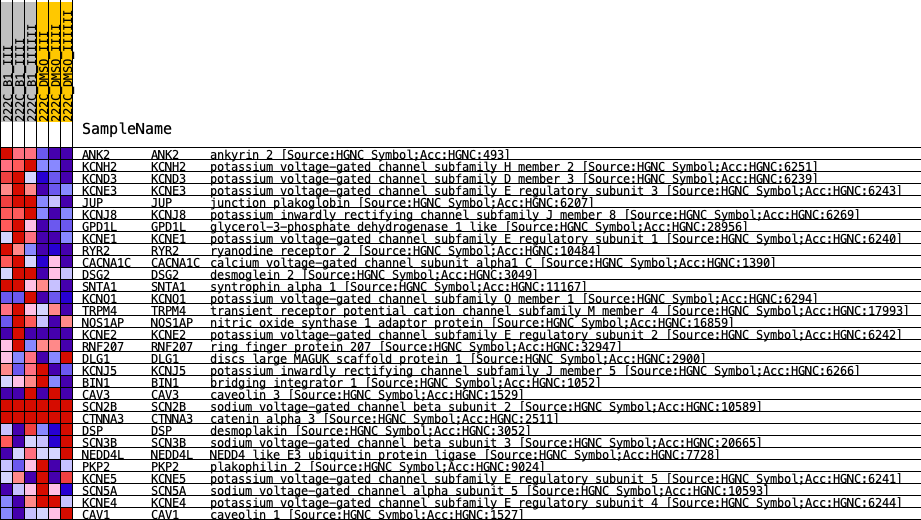 222C_B1_III
222C_B1_IIII
222C_B1_IIIIII
222C_DMSO_III
222C_DMSO_IIII
222C_DMSO_IIIIII
SampleName
ANK2 ANK2 ankyrin 2 [Source:HGNC Symbol;Acc:HGNC:493]
KCNH2 KCNH2 potassium voltage-gated channel subfamily H member 2 [Source:HGNC Symbol;Acc:HGNC:6251]
KCND3 KCND3 potassium voltage-gated channel subfamily D member 3 [Source:HGNC Symbol;Acc:HGNC:6239]
KCNE3 KCNE3 potassium voltage-gated channel subfamily E regulatory subunit 3 [Source:HGNC Symbol;Acc:HGNC:6243]
JUP JUP junction plakoglobin [Source:HGNC Symbol;Acc:HGNC:6207]
KCNJ8 KCNJ8 potassium inwardly rectifying channel subfamily J member 8 [Source:HGNC Symbol;Acc:HGNC:6269]
GPD1L GPD1L glycerol-3-phosphate dehydrogenase 1 like [Source:HGNC Symbol;Acc:HGNC:28956]
KCNE1 KCNE1 potassium voltage-gated channel subfamily E regulatory subunit 1 [Source:HGNC Symbol;Acc:HGNC:6240]
RYR2 RYR2 ryanodine receptor 2 [Source:HGNC Symbol;Acc:HGNC:10484]
CACNA1C CACNA1C calcium voltage-gated channel subunit alpha1 C [Source:HGNC Symbol;Acc:HGNC:1390]
DSG2 DSG2 desmoglein 2 [Source:HGNC Symbol;Acc:HGNC:3049]
SNTA1 SNTA1 syntrophin alpha 1 [Source:HGNC Symbol;Acc:HGNC:11167]
KCNQ1 KCNQ1 potassium voltage-gated channel subfamily Q member 1 [Source:HGNC Symbol;Acc:HGNC:6294]
TRPM4 TRPM4 transient receptor potential cation channel subfamily M member 4 [Source:HGNC Symbol;Acc:HGNC:17993]
NOS1AP NOS1AP nitric oxide synthase 1 adaptor protein [Source:HGNC Symbol;Acc:HGNC:16859]
KCNE2 KCNE2 potassium voltage-gated channel subfamily E regulatory subunit 2 [Source:HGNC Symbol;Acc:HGNC:6242]
RNF207 RNF207 ring finger protein 207 [Source:HGNC Symbol;Acc:HGNC:32947]
DLG1 DLG1 discs large MAGUK scaffold protein 1 [Source:HGNC Symbol;Acc:HGNC:2900]
KCNJ5 KCNJ5 potassium inwardly rectifying channel subfamily J member 5 [Source:HGNC Symbol;Acc:HGNC:6266]
BIN1 BIN1 bridging integrator 1 [Source:HGNC Symbol;Acc:HGNC:1052]
CAV3 CAV3 caveolin 3 [Source:HGNC Symbol;Acc:HGNC:1529]
SCN2B SCN2B sodium voltage-gated channel beta subunit 2 [Source:HGNC Symbol;Acc:HGNC:10589]
CTNNA3 CTNNA3 catenin alpha 3 [Source:HGNC Symbol;Acc:HGNC:2511]
DSP DSP desmoplakin [Source:HGNC Symbol;Acc:HGNC:3052]
SCN3B SCN3B sodium voltage-gated channel beta subunit 3 [Source:HGNC Symbol;Acc:HGNC:20665]
NEDD4L NEDD4L NEDD4 like E3 ubiquitin protein ligase [Source:HGNC Symbol;Acc:HGNC:7728]
PKP2 PKP2 plakophilin 2 [Source:HGNC Symbol;Acc:HGNC:9024]
KCNE5 KCNE5 potassium voltage-gated channel subfamily E regulatory subunit 5 [Source:HGNC Symbol;Acc:HGNC:6241]
SCN5A SCN5A sodium voltage-gated channel alpha subunit 5 [Source:HGNC Symbol;Acc:HGNC:10593]
KCNE4 KCNE4 potassium voltage-gated channel subfamily E regulatory subunit 4 [Source:HGNC Symbol;Acc:HGNC:6244]
CAV1 CAV1 caveolin 1 [Source:HGNC Symbol;Acc:HGNC:1527]